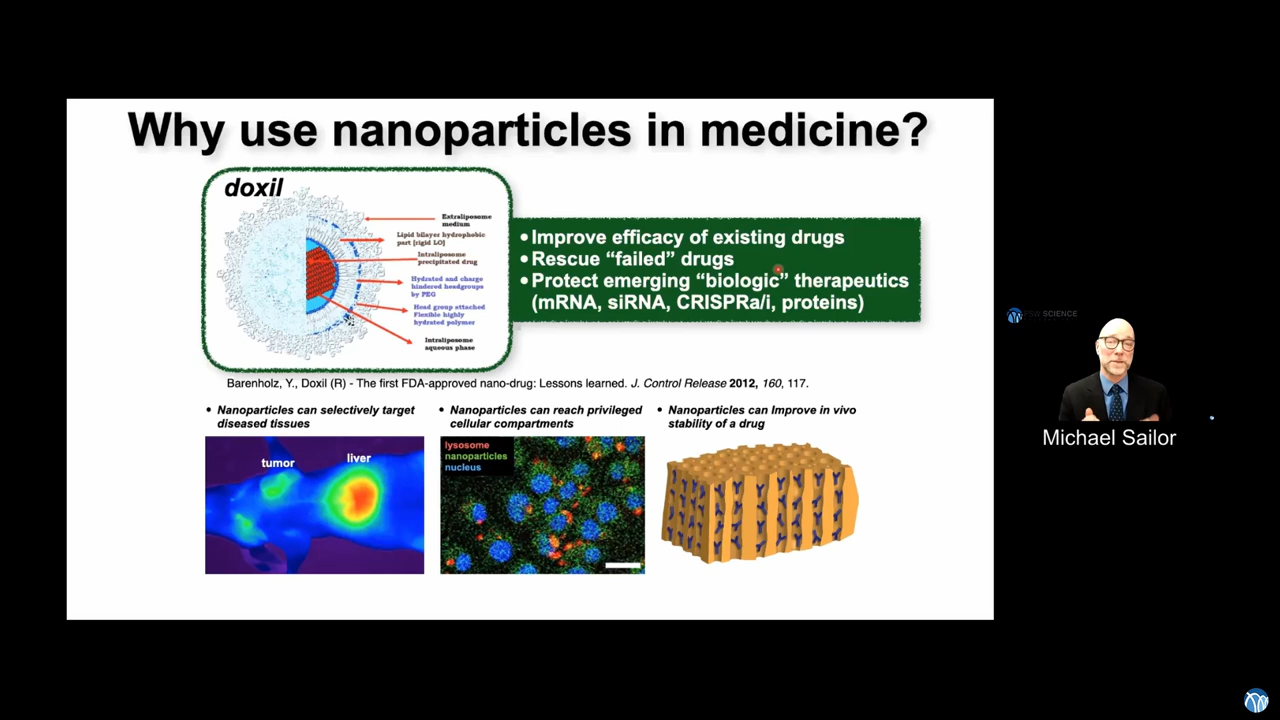 Why use nanoparticles in medicine?
doxil
Extraliposome
medium
Lipid bilayer hydrophobic
part [rigid LO]
Intraliposome
precipitated drug
Hydrated and charge
hindered headgroups
by PEG
Head group attached
Flexible highly
hydrated polymer
Intraliposome
aqueous phase
• Improve efficacy of existing drugs
• Rescue “failed” drugs
• Protect emerging “biologic” therapeutics
(mRNA, siRNA, CRISPRa/i, proteins)
Barenholz, Y., Doxil (R) - The first FDA-approved nano-drug: Lessons learned. J. Control Release 2012, 160, 117.
• Nanoparticles can selectively target
diseased tissues
• Nanoparticles can reach privileged
cellular compartments
• Nanoparticles can Improve in vivo
stability of a drug
tumor
liver
lysosome
nanoparticles
nucleus
PSW SCIENCE
Michael Sailor